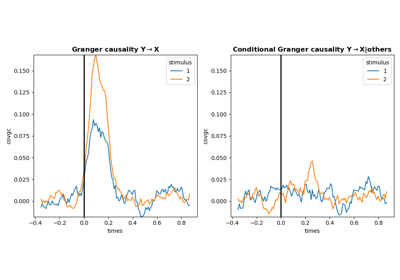 Granger causality Y→X
0.150
0.125
0.100
0.075
0.050
0.025
0.000
covgc
−0.4 −0.2 0.0 0.2 0.4 0.6 0.8
times
stimulus
1
2
Conditional Granger causality Y→X|others
0.150
0.125
0.100
0.075
0.050
0.025
0.000
covgc
−0.4 −0.2 0.0 0.2 0.4 0.6 0.8
times
stimulus
1
2